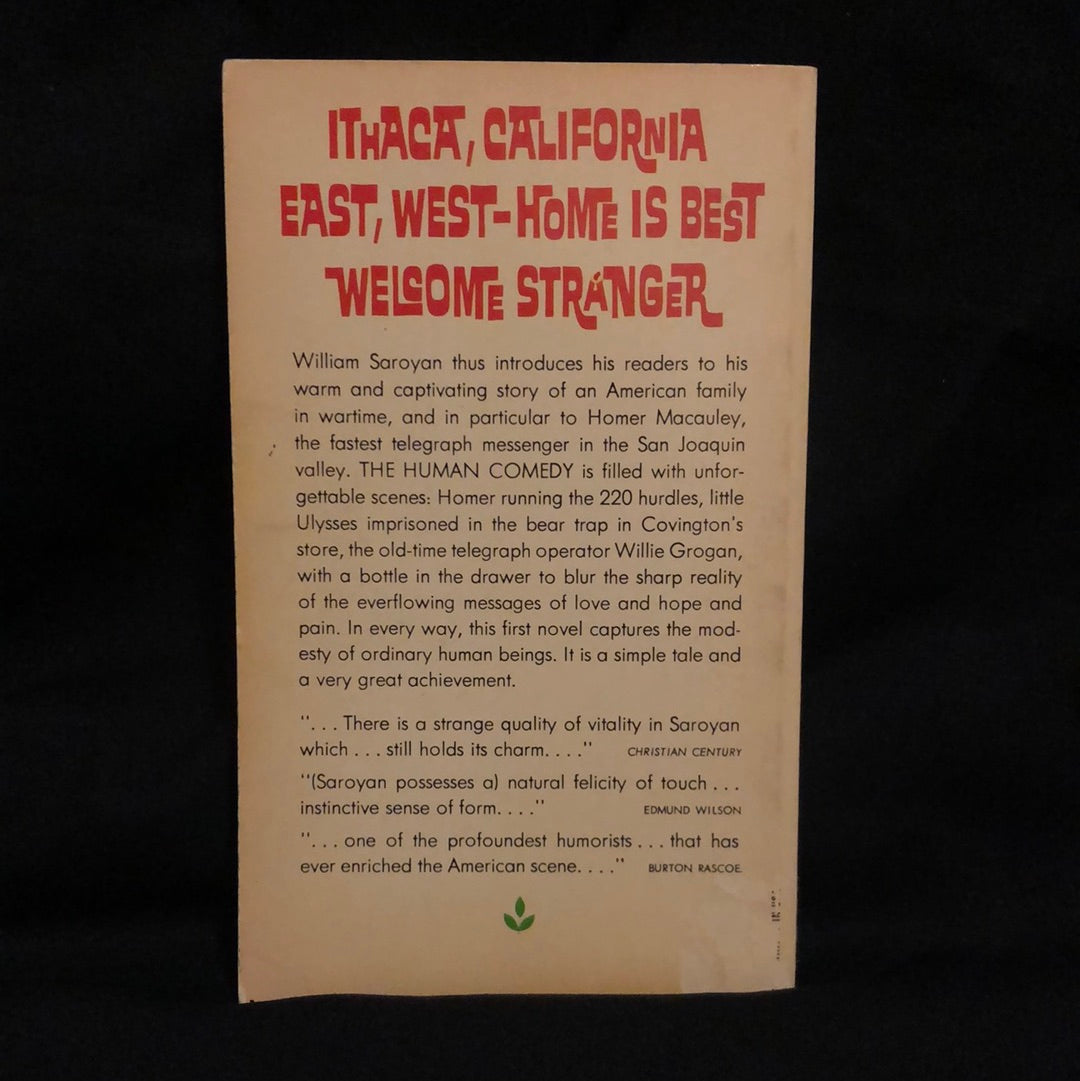 ITHACA, CALIFORNIA
EAST, WEST-HOME IS BEST
WELCOME STRANGER
William Saroyan thus introduces his readers to his
warm and captivating story of an American family
in wartime, and in particular to Homer Macauley,
the fastest telegraph messenger in the San Joaquin
valley. THE HUMAN COMEDY is filled with unfor-
gettable scenes: Homer running the 220 hurdles, little
Ulysses imprisoned in the bear trap in Covington's
store, the old-time telegraph operator Willie Grogan,
with a bottle in the drawer to blur the sharp reality
of the everflowing messages of love and hope and
pain. In every way, this first novel captures the mod-
esty of ordinary human beings. It is a simple tale and
a very great achievement.
". . . There is a strange quality of vitality in Saroyan
which . . . still holds its charm. . . ." CHRISTIAN CENTURY
"(Saroyan possesses a) natural felicity of touch . . .
instinctive sense of form. . . ." EDMUND WILSON
". . . one of the profoundest humorists . . . that has
ever enriched the American scene. . . ." BURTON RASCOE